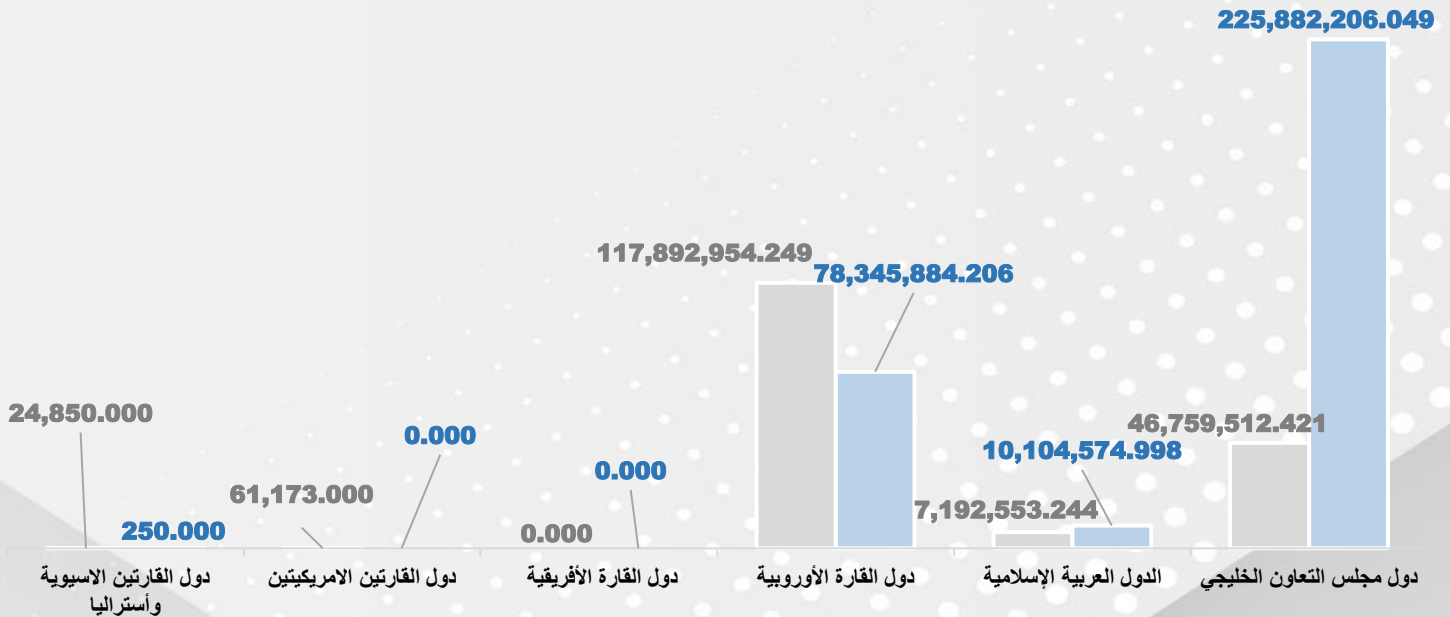 225,882,206.049
117,892,954.249
78,345,884.206
24,850.000
46,759,512.421
0.000
10,104,574.998
0.000
61,173.000
7,192,553.244
250.000
0.000
دول مجلس التعاون الخليجي
الدول العربية الإسلامية
دول القارة الأوروبية
دول القارة الأفريقية
دول القارتين الامريكيتين
دول القارتين الاسيوية
وأستراليا